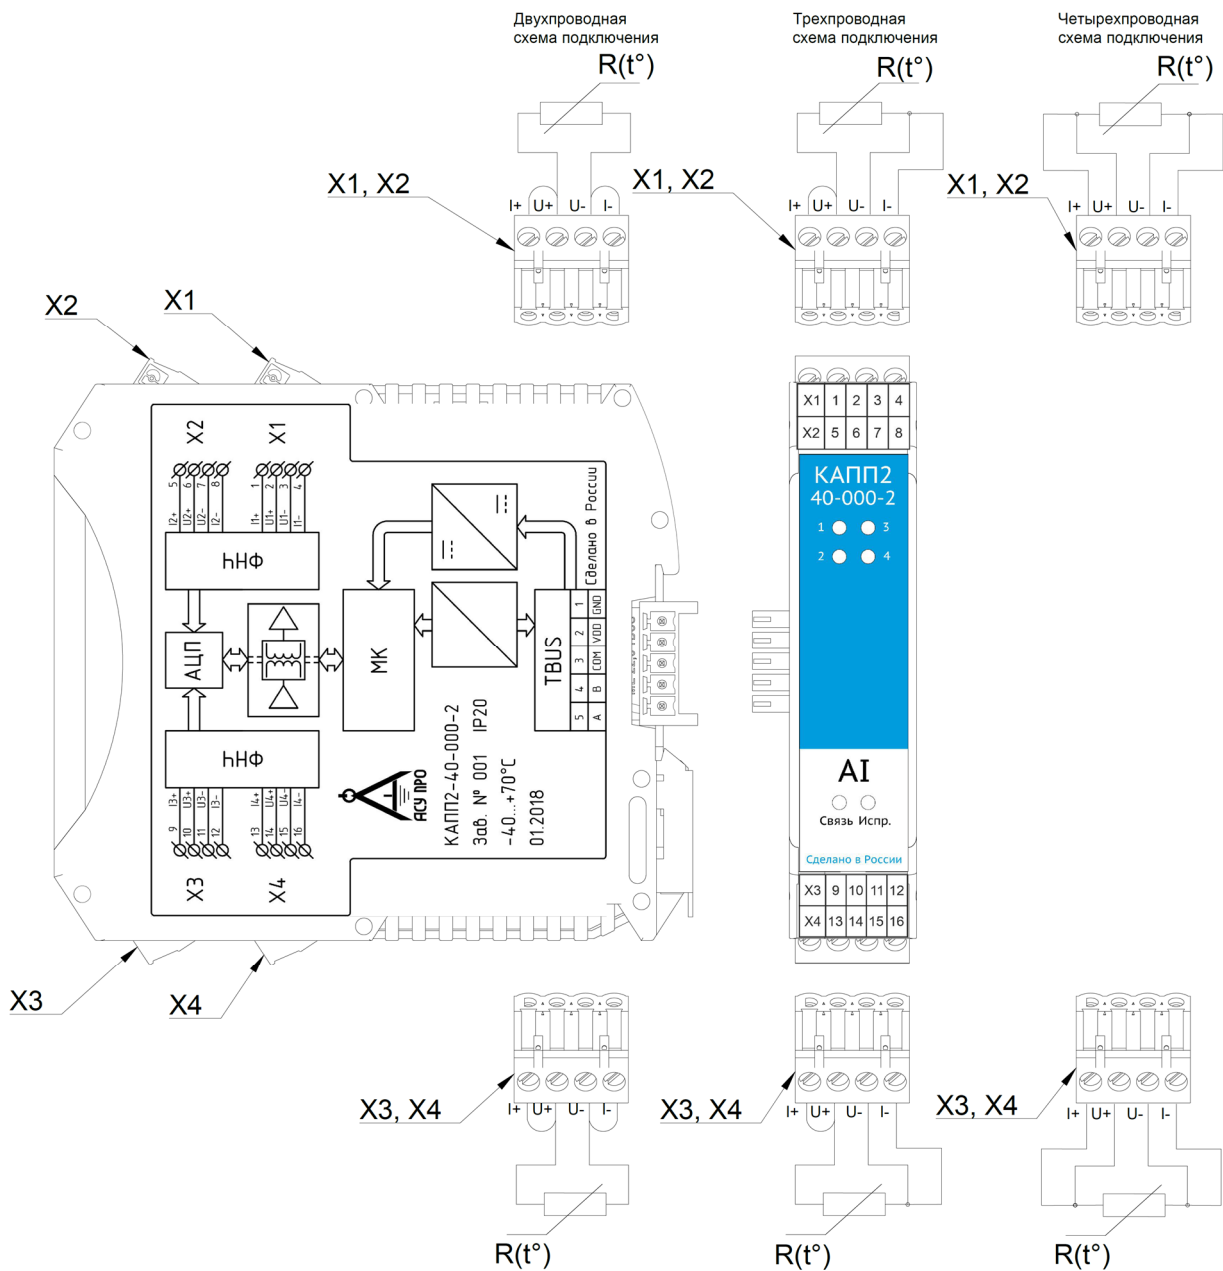 Двухпроводная
схема подключения
R(t°)
Трехпроводная
схема подключения
R(t°)
Четырехпроводная
схема подключения
R(t°)
X1, X2
I+ U+ U- I-
X1, X2
I+ U+ U- I-
X1, X2
I+ U+ U- I-
X2
X1
X2
X1
5 6 7 8
I2+ U2+ U2- I2-
1 2 3 4
I1+ U1+ U1- I1-
ϥНФ
АЦП
МК
ϥНФ
TBUS
1 2 3 4 5
GND VDD COM B A
Сделано в России
9 10 11 12
I3+ U3+ U3- I3-
13 14 15 16
I4+ U4+ U4- I4-
X3
X4
АСУ ПРО
КАПП2-40-000-2
Зав. № 001 IP20
-40...+70°C
01.2018
X3
X4
X1 1 2 3 4
X2 5 6 7 8
КАПП2
40-000-2
1 3
2 4
AI
Связь Испр.
Сделано в России
X3 9 10 11 12
X4 13 14 15 16
X3, X4
I+ U+ U- I-
R(t°)
X3, X4
I+ U+ U- I-
R(t°)
X3, X4
I+ U+ U- I-
R(t°)